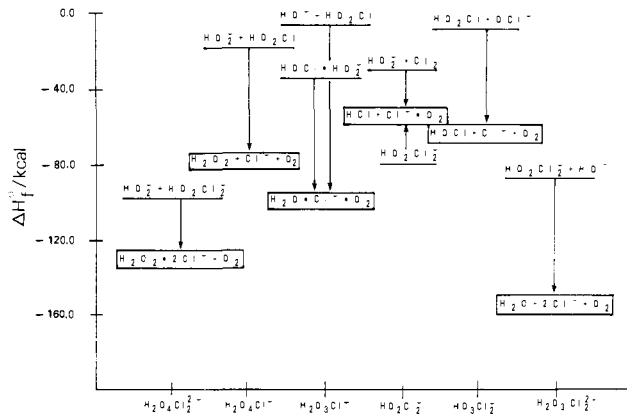 0.0
HO⁻ + HO₂Cl
HO₂Cl + OCl⁻
HO₂⁻ + HO₂Cl
HOCl + HO₂⁻
HO₂⁻ + Cl₂
− 40.0
HCl + Cl⁻ + O₂
HOCl + Cl⁻ + O₂
H₂O₂ + Cl⁻ + O₂
HO₂Cl₂⁻
− 80.0
HO₂Cl₂⁻ + HO⁻
HO₂⁻ + HO₂Cl₂⁻
H₂O + Cl⁻ + O₂
− 120.0
H₂O₂ + 2Cl⁻ + O₂
H₂O + 2Cl⁻ + O₂
− 160.0
ΔH°f/kcal
H₂O₄Cl₂²⁻ H₂O₄Cl⁻ H₂O₃Cl⁻ HO₂Cl₂⁻ HO₃Cl₂⁻ H₂O₃Cl₂²⁻